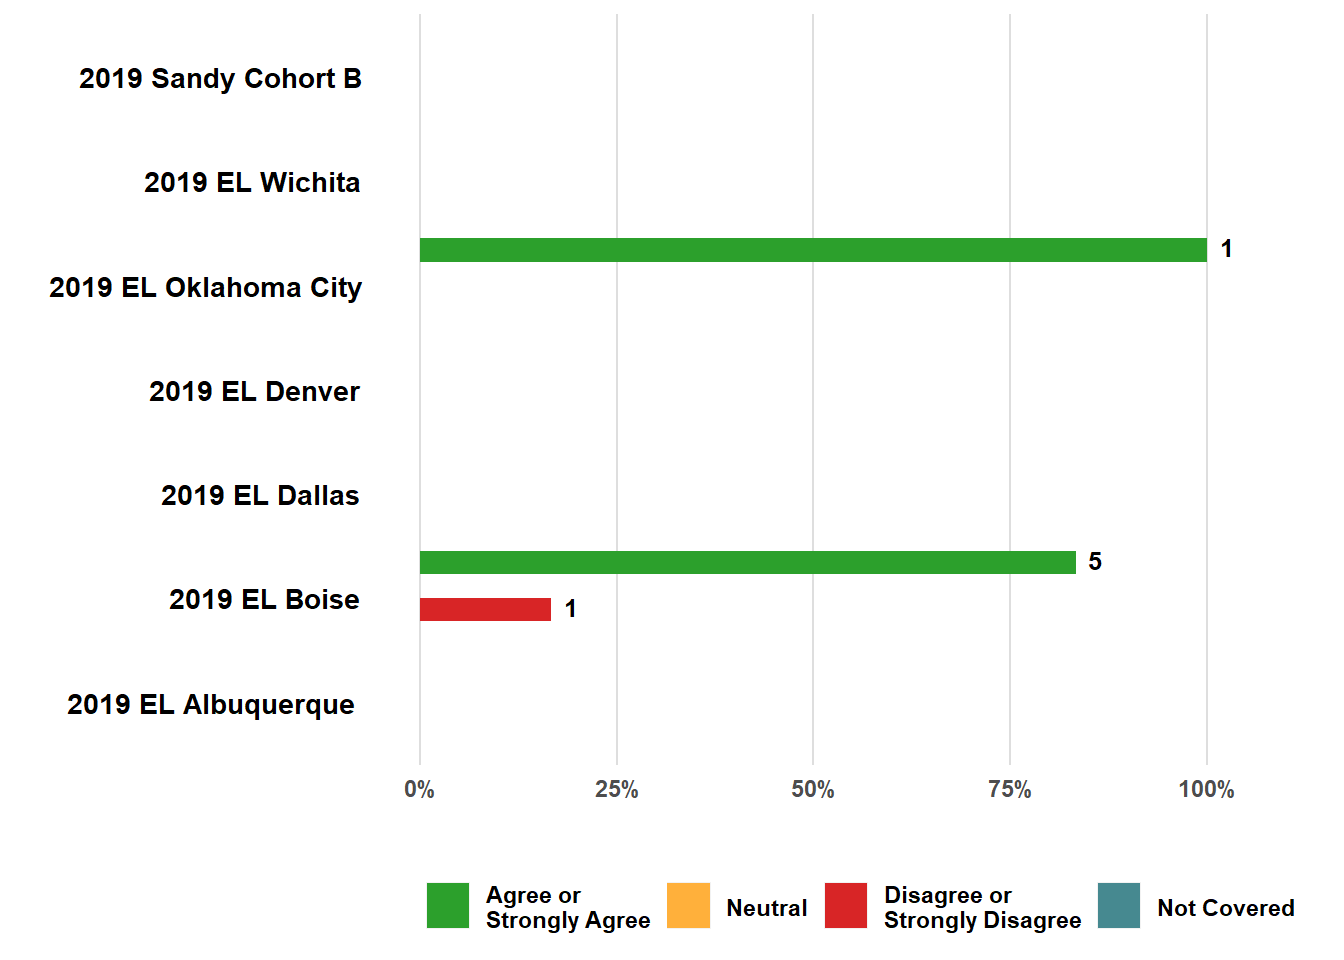 2019 Sandy Cohort B
2019 EL Wichita
1
2019 EL Oklahoma City
2019 EL Denver
2019 EL Dallas
5
2019 EL Boise
1
2019 EL Albuquerque
0%
25%
50%
75%
100%
Agree or
Strongly Agree
Neutral
Disagree or
Strongly Disagree
Not Covered